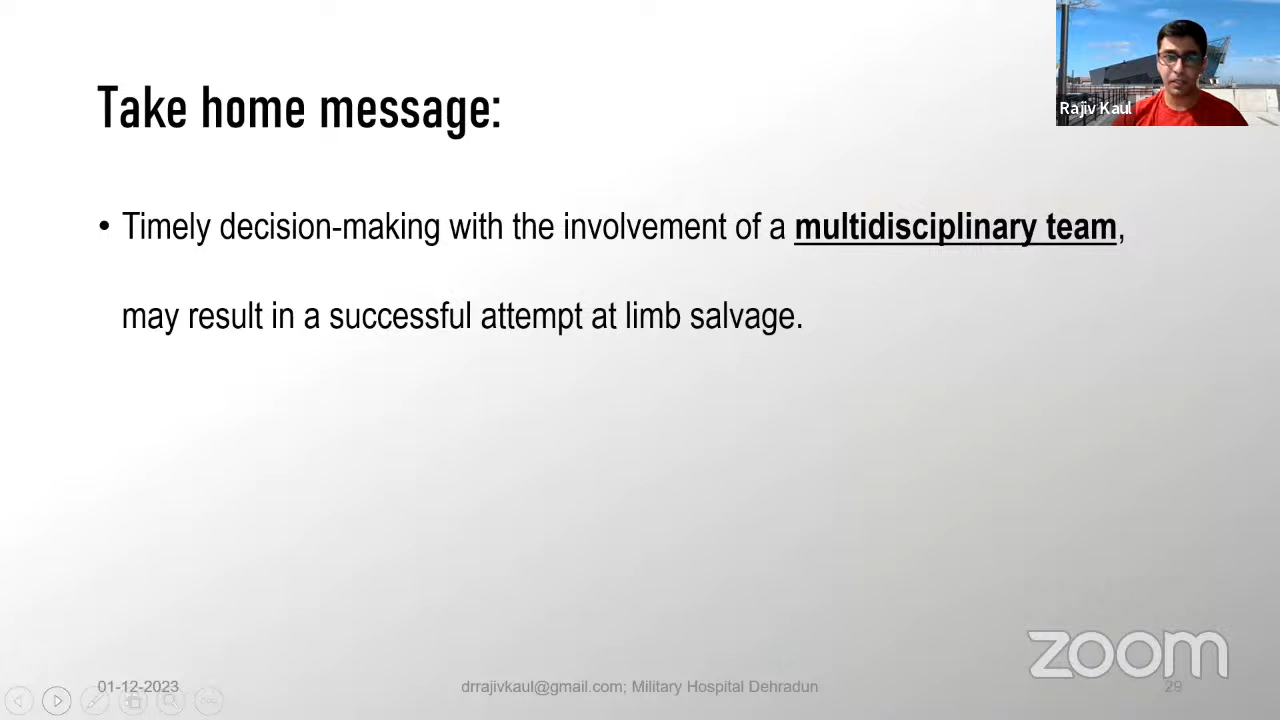 Rajiv Kaul
Take home message:
• Timely decision-making with the involvement of a multidisciplinary team,
may result in a successful attempt at limb salvage.
zoom
01-12-2023
drrajivkaul@gmail.com; Military Hospital Dehradun
29